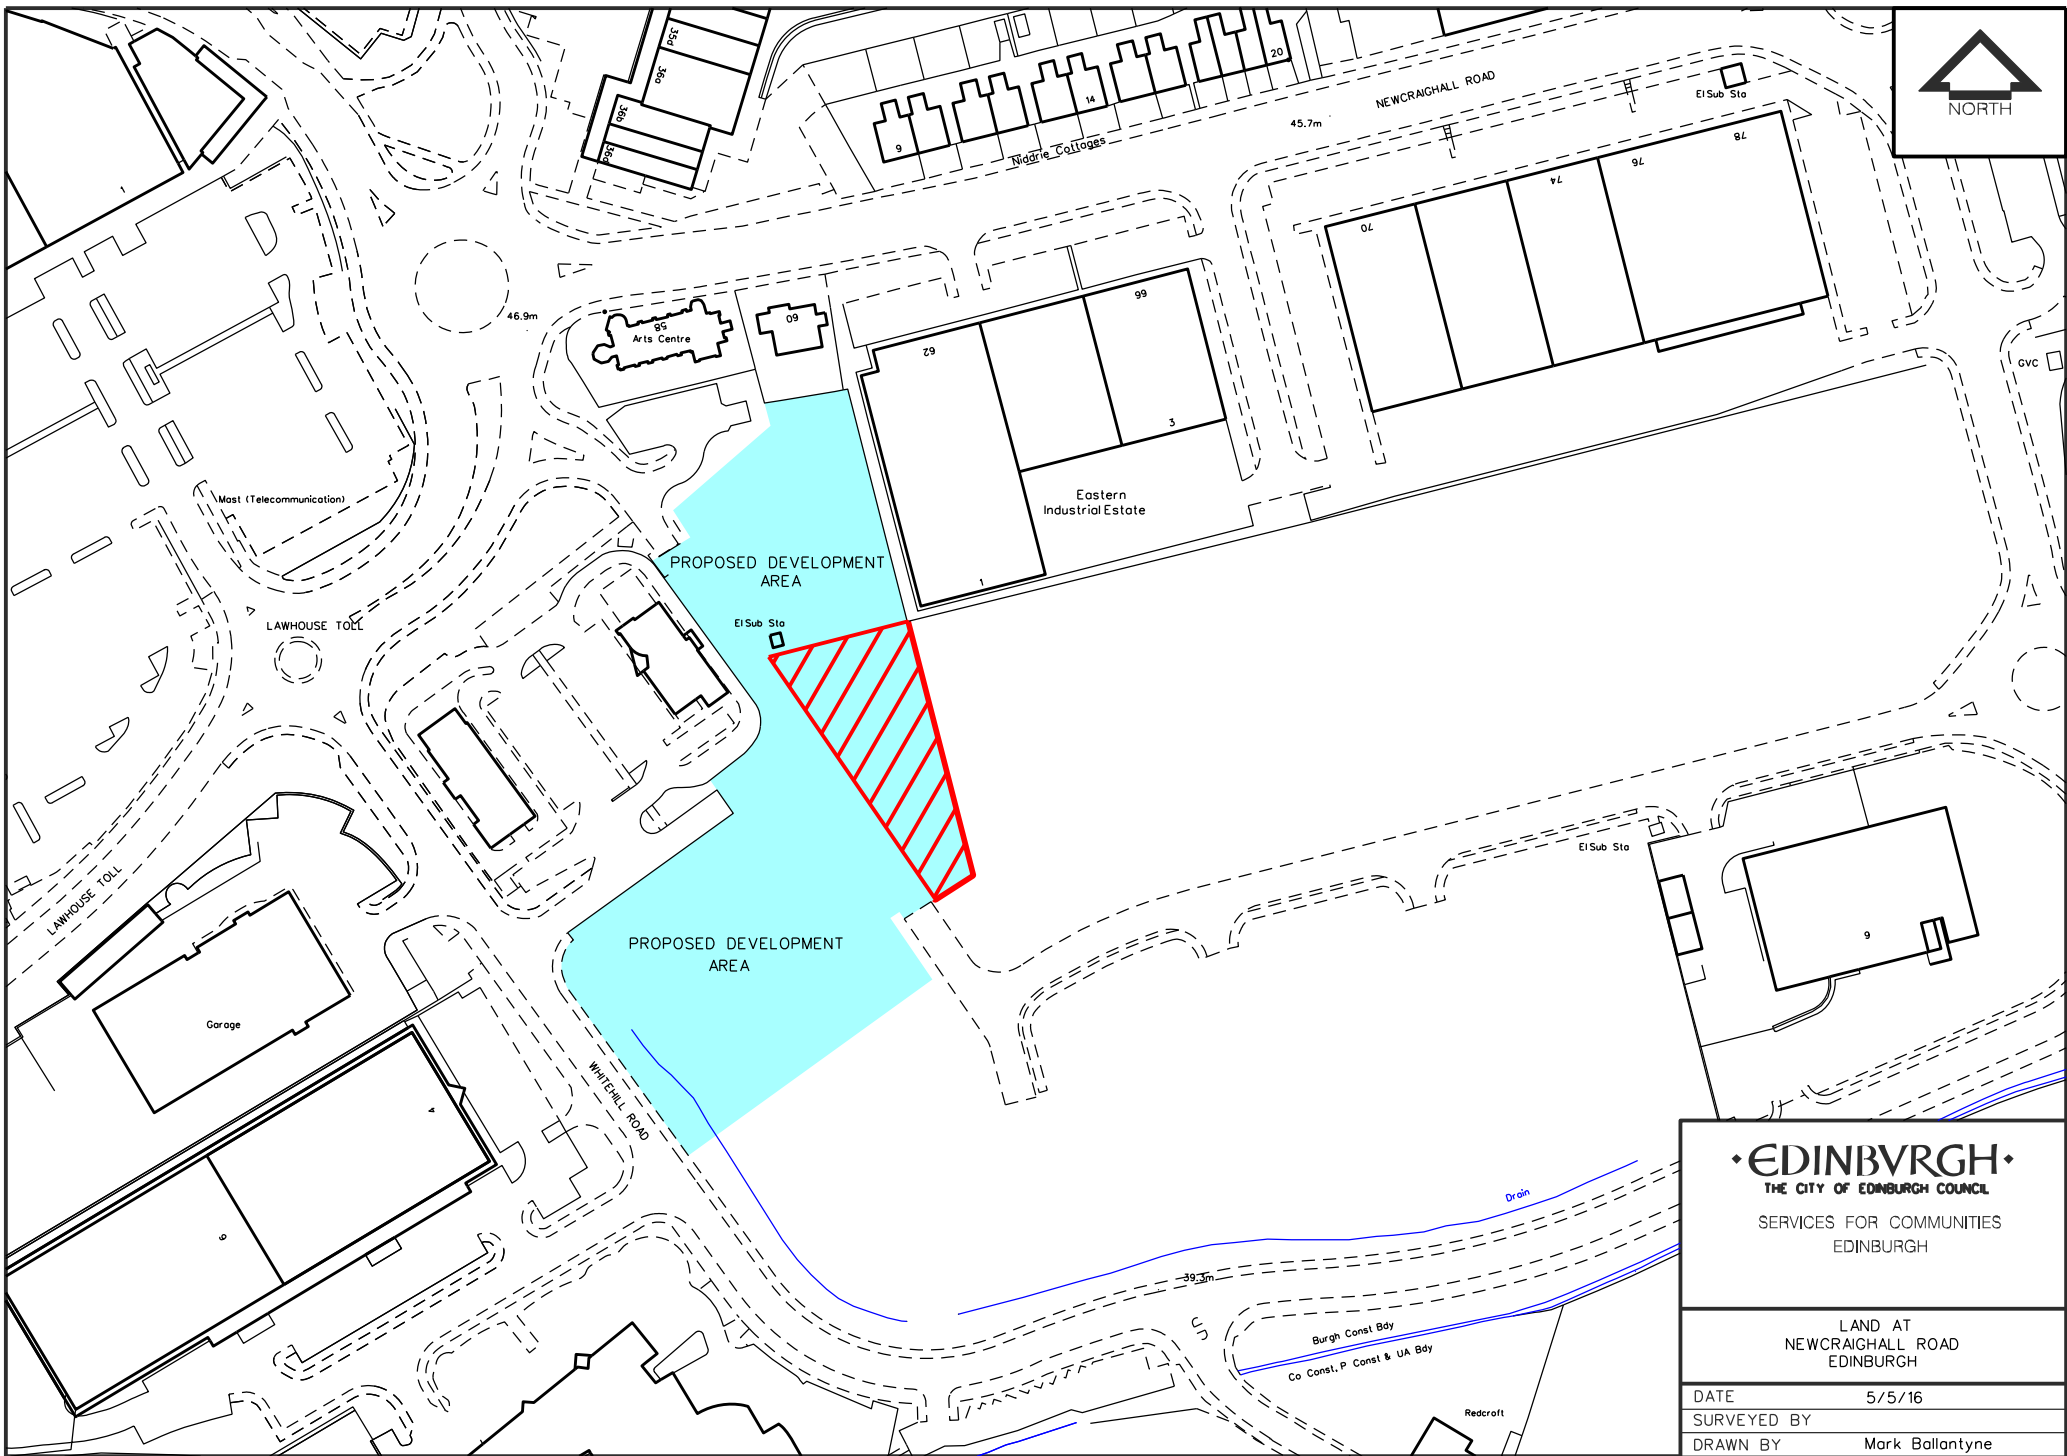 35d
36a
36b
36d
20
14
9
Niddrie Cottages
NEWCRAIGHALL ROAD
45.7m
El Sub Sta
NORTH
78
76
74
70
66
62
60
58
Arts Centre
46.9m
GVC
3
1
Eastern
Industrial Estate
Mast (Telecommunication)
PROPOSED DEVELOPMENT
AREA
El Sub Sta
LAWHOUSE TOLL
LAWHOUSE TOLL
El Sub Sta
9
PROPOSED DEVELOPMENT
AREA
Garage
WHITEHILL ROAD
4
Drain
39.3m
Burgh Const Bdy
Co Const, P Const & UA Bdy
Redcroft
EDINBVRGH
THE CITY OF EDINBURGH COUNCIL
SERVICES FOR COMMUNITIES
EDINBURGH
LAND AT
NEWCRAIGHALL ROAD
EDINBURGH
DATE 5/5/16
SURVEYED BY
DRAWN BY Mark Ballantyne